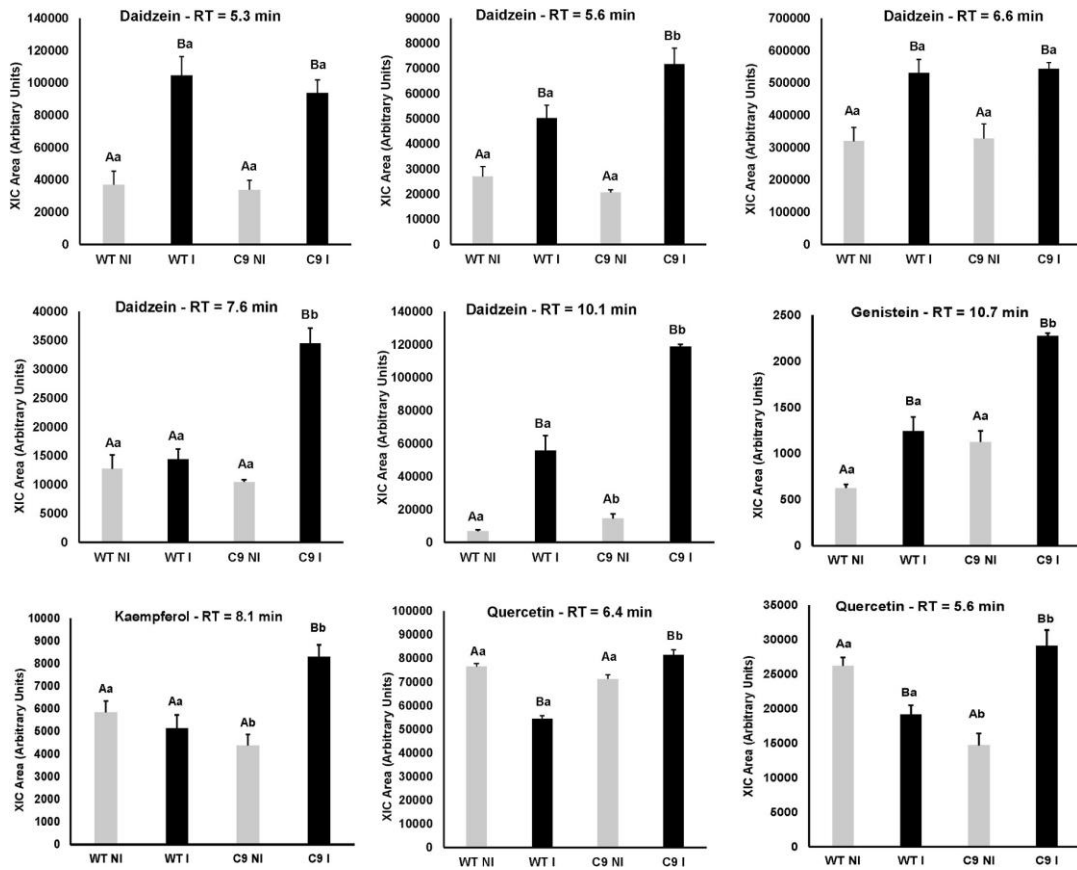 Daidzein - RT = 5.3 min
XIC Area (Arbitrary Units)
140000
120000
100000
80000
60000
40000
20000
0
Aa
Ba
Aa
Ba
WT NI
WT I
C9 NI
C9 I
Daidzein - RT = 5.6 min
XIC Area (Arbitrary Units)
90000
80000
70000
60000
50000
40000
30000
20000
10000
0
Aa
Ba
Aa
Bb
WT NI
WT I
C9 NI
C9 I
Daidzein - RT = 6.6 min
XIC Area (Arbitrary Units)
700000
600000
500000
400000
300000
200000
100000
0
Aa
Ba
Aa
Ba
WT NI
WT I
C9 NI
C9 I
Daidzein - RT = 7.6 min
XIC Area (Arbitrary Units)
40000
35000
30000
25000
20000
15000
10000
5000
0
Aa
Aa
Aa
Bb
WT NI
WT I
C9 NI
C9 I
Daidzein - RT = 10.1 min
XIC Area (Arbitrary Units)
140000
120000
100000
80000
60000
40000
20000
0
Aa
Ba
Ab
Bb
WT NI
WT I
C9 NI
C9 I
Genistein - RT = 10.7 min
XIC Area (Arbitrary Units)
2500
2000
1500
1000
500
0
Aa
Ba
Aa
Bb
WT NI
WT I
C9 NI
C9 I
Kaempferol - RT = 8.1 min
XIC Area (Arbitrary Units)
10000
9000
8000
7000
6000
5000
4000
3000
2000
1000
0
Aa
Aa
Ab
Bb
WT NI
WT I
C9 NI
C9 I
Quercetin - RT = 6.4 min
XIC Area (Arbitrary Units)
100000
90000
80000
70000
60000
50000
40000
30000
20000
10000
0
Aa
Ba
Aa
Bb
WT NI
WT I
C9 NI
C9 I
Quercetin - RT = 5.6 min
XIC Area (Arbitrary Units)
35000
30000
25000
20000
15000
10000
5000
0
Aa
Ba
Ab
Bb
WT NI
WT I
C9 NI
C9 I